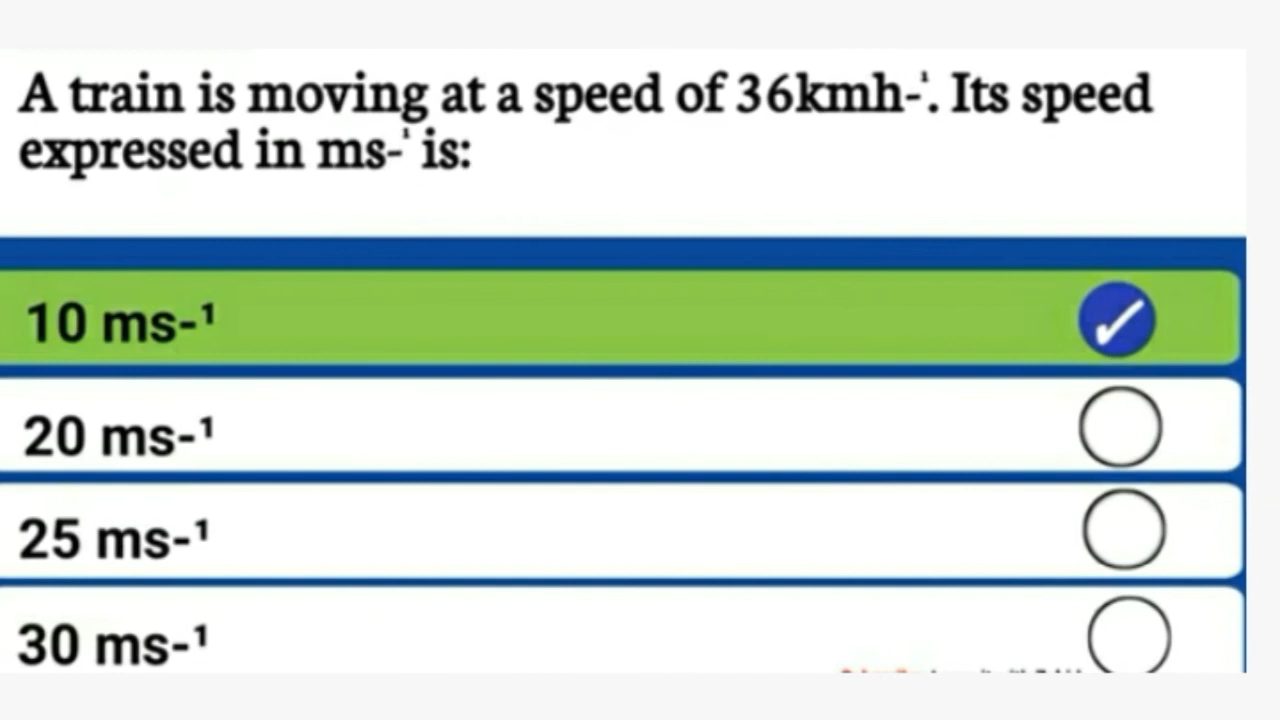 A train is moving at a speed of 36kmh-¹. Its speed
expressed in ms-¹ is:
10 ms-¹
20 ms-¹
25 ms-¹
30 ms-¹